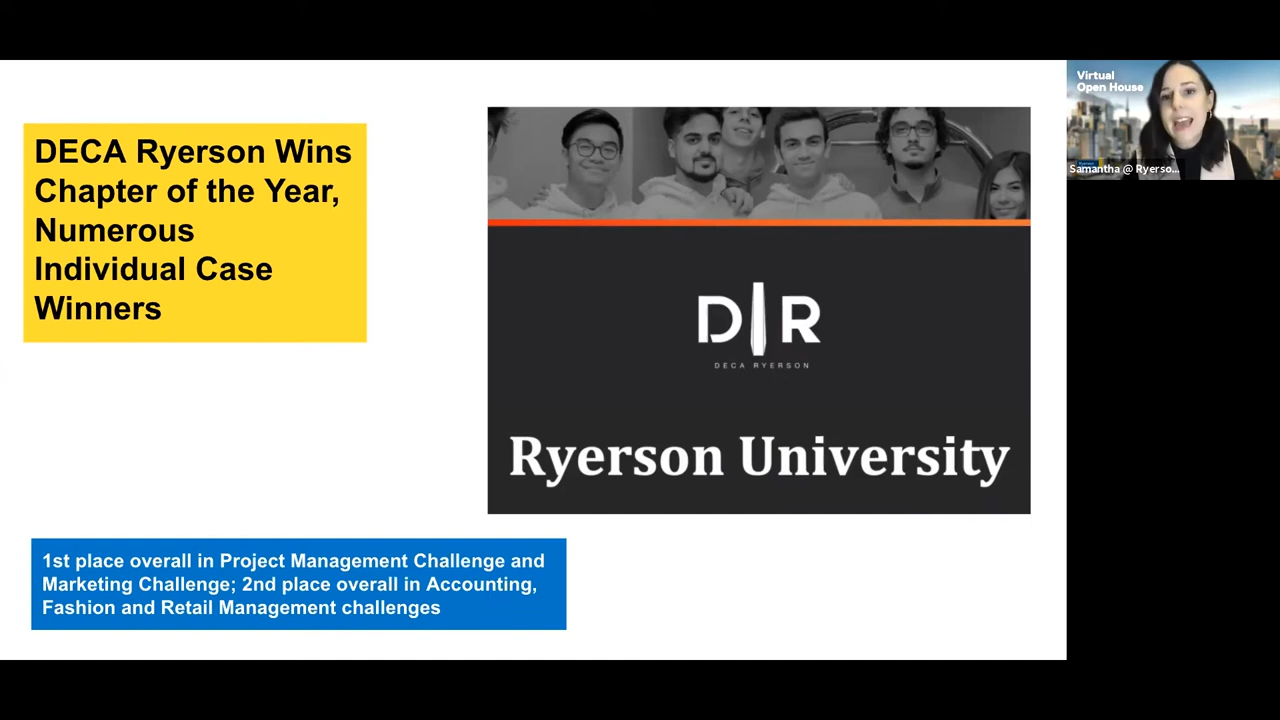 DECA Ryerson Wins
Chapter of the Year,
Numerous
Individual Case
Winners
D R
DECA RYERSON
Ryerson University
1st place overall in Project Management Challenge and
Marketing Challenge; 2nd place overall in Accounting,
Fashion and Retail Management challenges
Virtual
Open House
Samantha @ Ryerso...